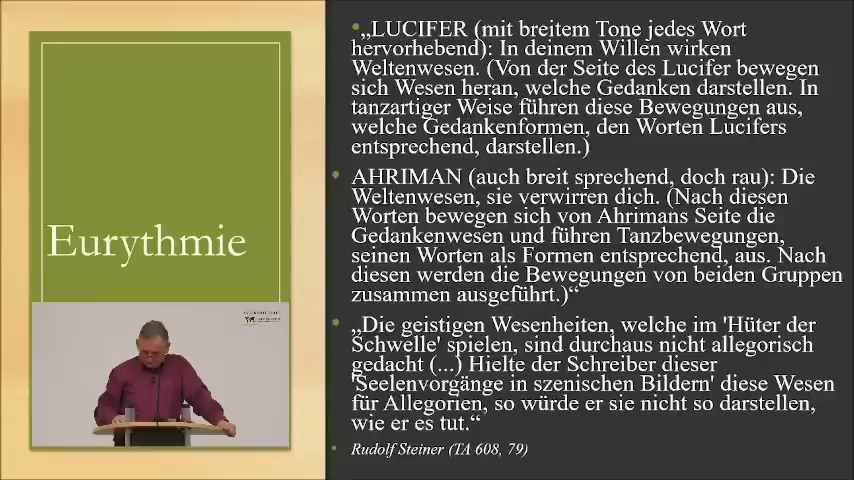 Eurythmie
•„LUCIFER (mit breitem Tone jedes Wort
hervorhebend): In deinem Willen wirken
Weltenwesen. (Von der Seite des Lucifer bewegen
sich Wesen heran, welche Gedanken darstellen. In
tanzartiger Weise führen diese Bewegungen aus,
welche Gedankenformen, den Worten Lucifers
entsprechend, darstellen.)
• AHRIMAN (auch breit sprechend, doch rau): Die
Weltenwesen, sie verwirren dich. (Nach diesen
Worten bewegen sich von Ahrimans Seite die
Gedankenwesen und führen Tanzbewegungen,
seinen Worten als Formen entsprechend, aus. Nach
diesen werden die Bewegungen von beiden Gruppen
zusammen ausgeführt.)“
• „Die geistigen Wesenheiten, welche im 'Hüter der
Schwelle' spielen, sind durchaus nicht allegorisch
gedacht (...) Hielte der Schreiber dieser
'Seelenvorgänge in szenischen Bildern' diese Wesen
für Allegorien, so würde er sie nicht so darstellen,
wie er es tut.“
• Rudolf Steiner (TA 608, 79)